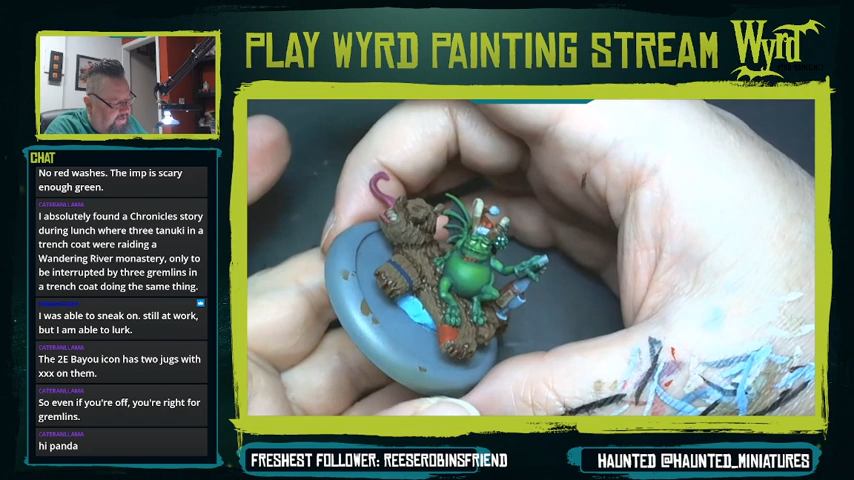 PLAY WYRD PAINTING STREAM
Wyrd
CHAT
No red washes. The imp is scary
enough green.
CATERANLLAMA
I absolutely found a Chronicles story
during lunch where three tanuki in a
trench coat were raiding a
Wandering River monastery, only to
be interrupted by three gremlins in
a trench coat doing the same thing.
I was able to sneak on. still at work,
but I am able to lurk.
CATERANLLAMA
The 2E Bayou icon has two jugs with
xxx on them.
CATERANLLAMA
So even if you're off, you're right for
gremlins.
CATERANLLAMA
hi panda
FRESHEST FOLLOWER: REESEROBINSFRIEND
HAUNTED @HAUNTED_MINIATURES